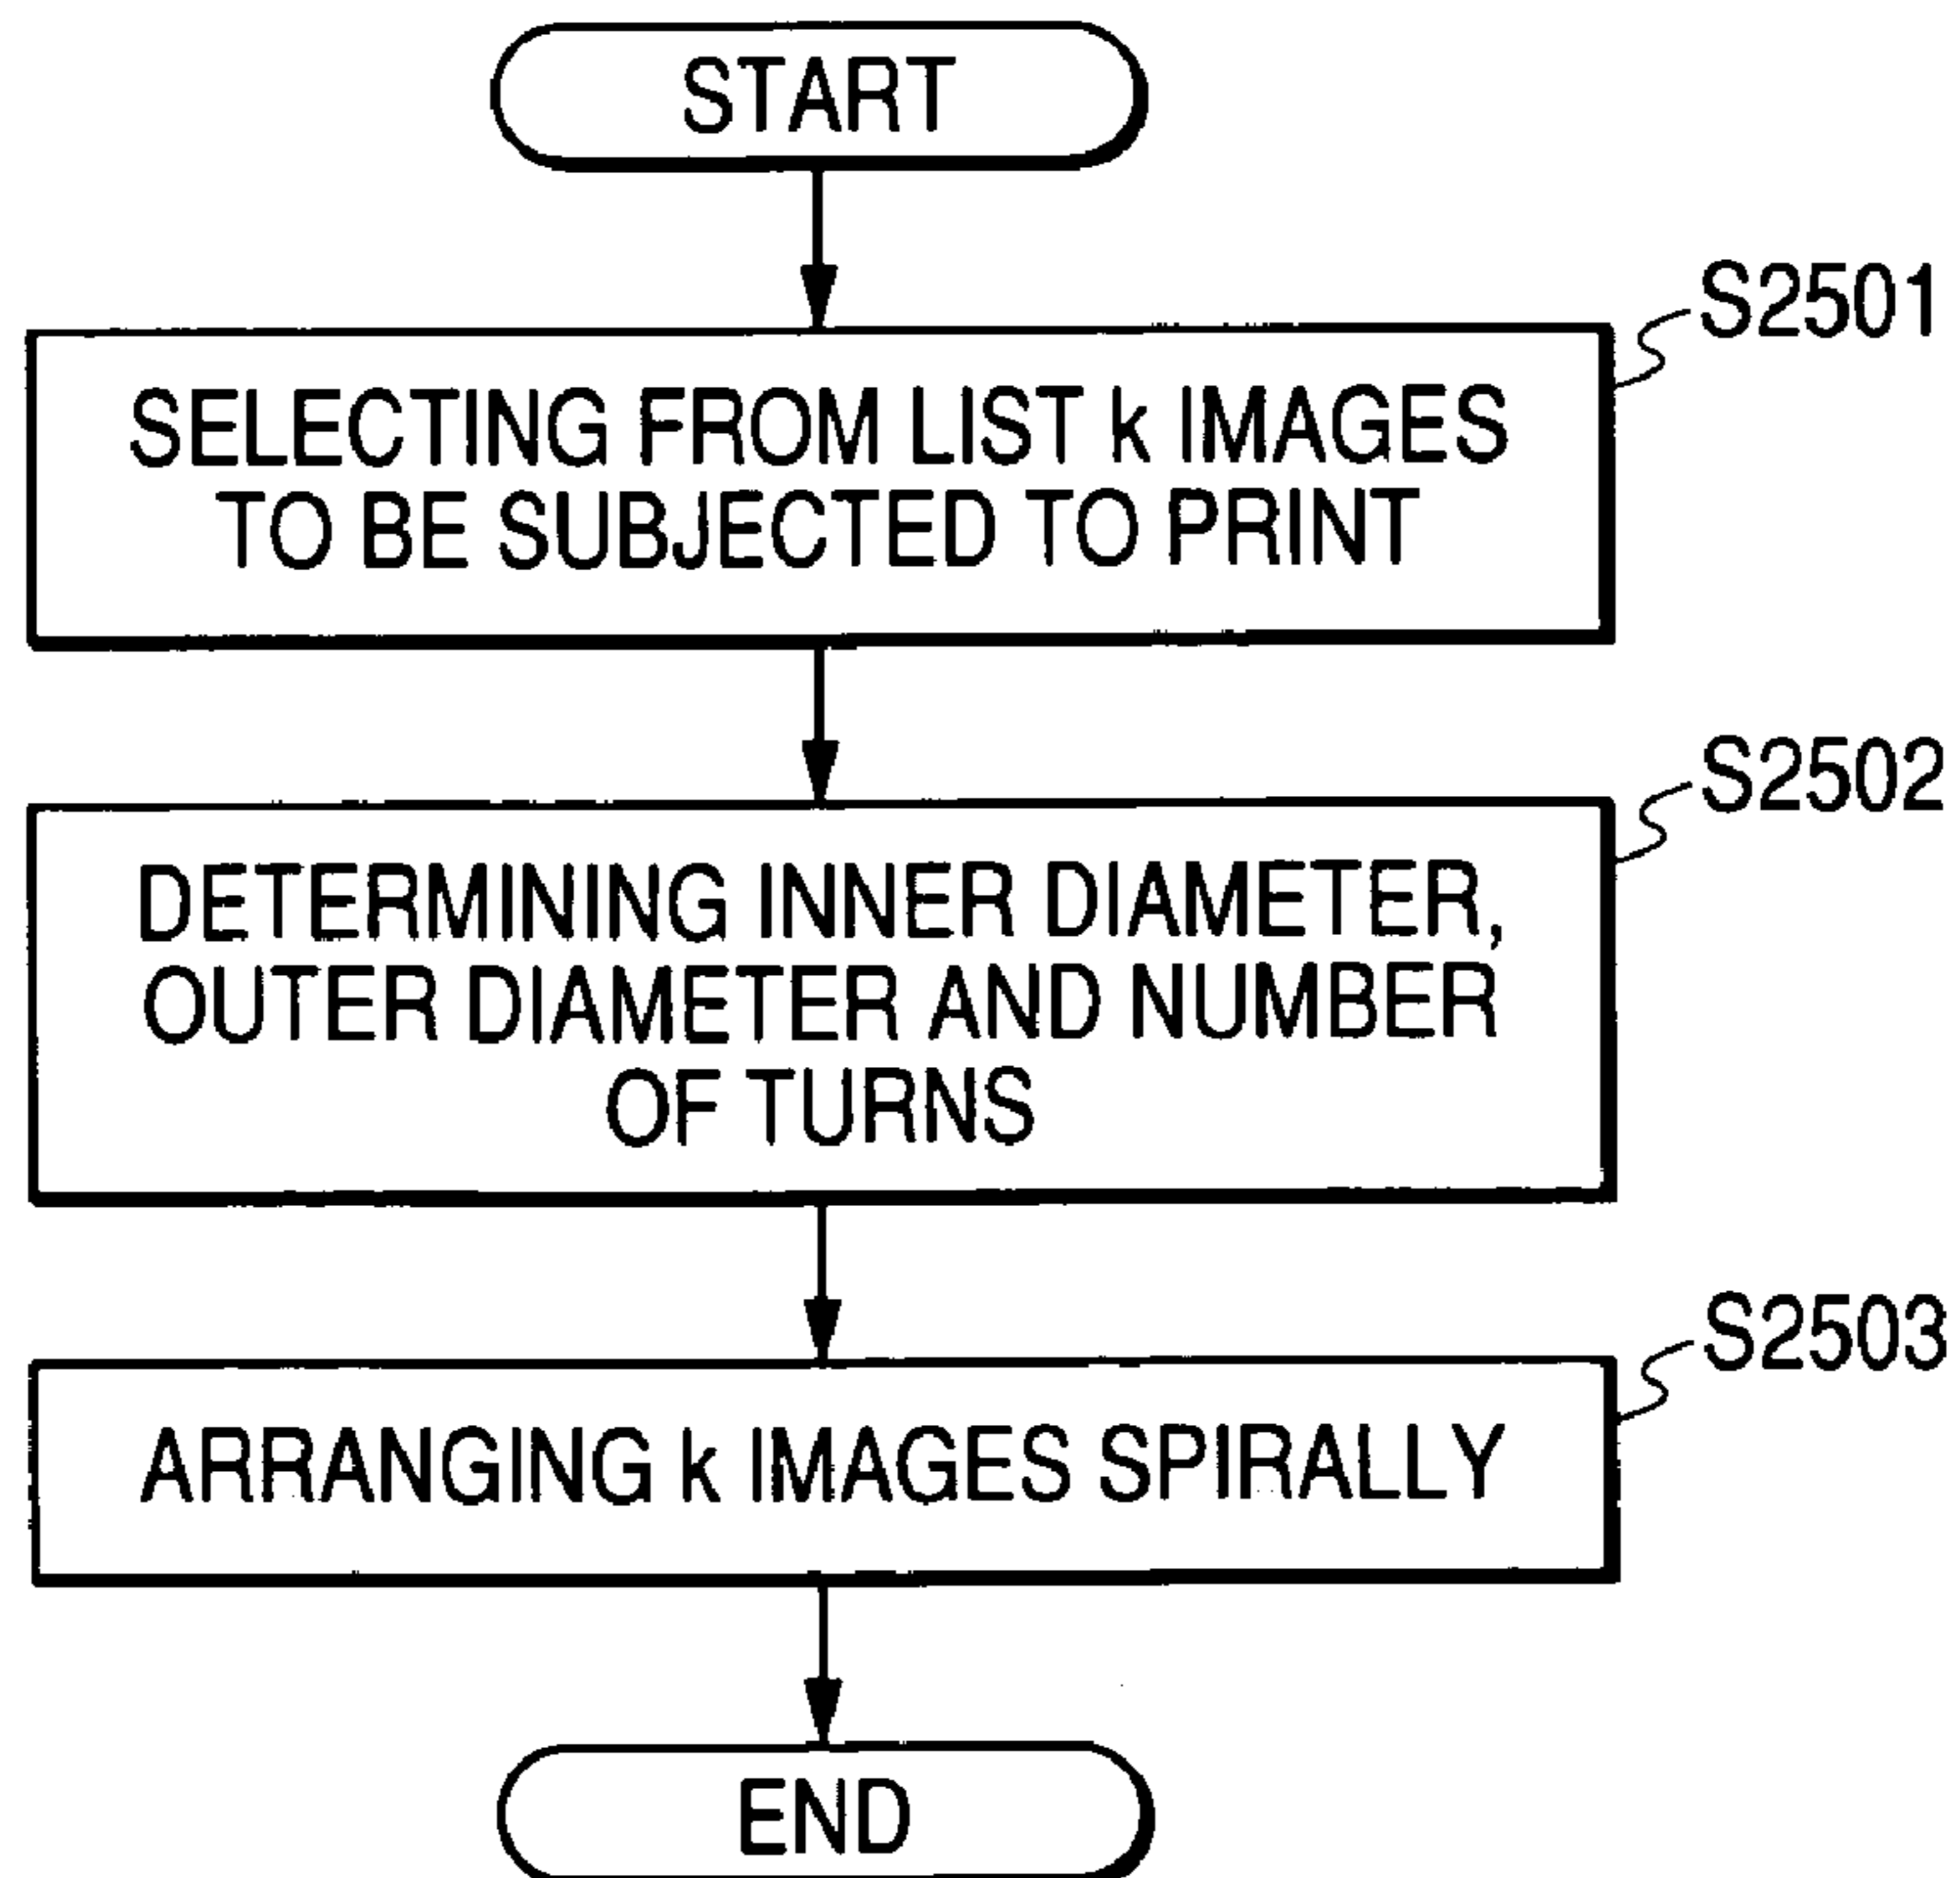 START
S2501
SELECTING FROM LIST k IMAGES
TO BE SUBJECTED TO PRINT
S2502
DETERMINING INNER DIAMETER,
OUTER DIAMETER AND NUMBER
OF TURNS
S2503
ARRANGING k IMAGES SPIRALLY
END